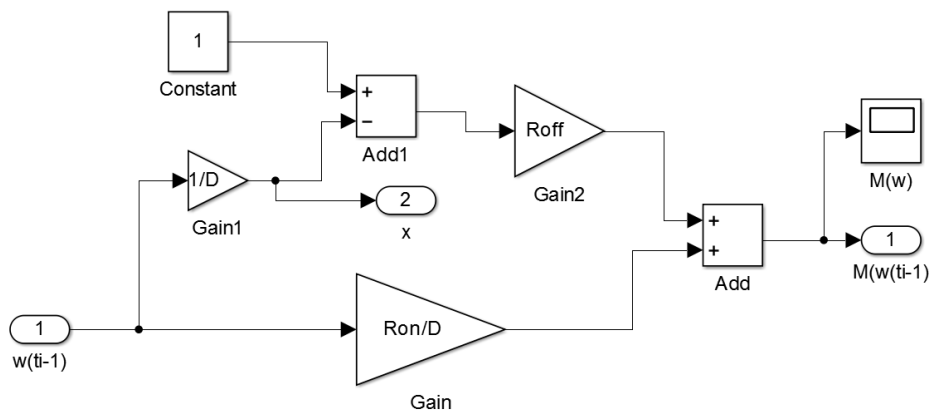 1
Constant
+
−
Add1
Roff
Gain2
M(w)
1/D
Gain1
2
x
+
+
Add
1
M(w(ti-1)
1
w(ti-1)
Ron/D
Gain